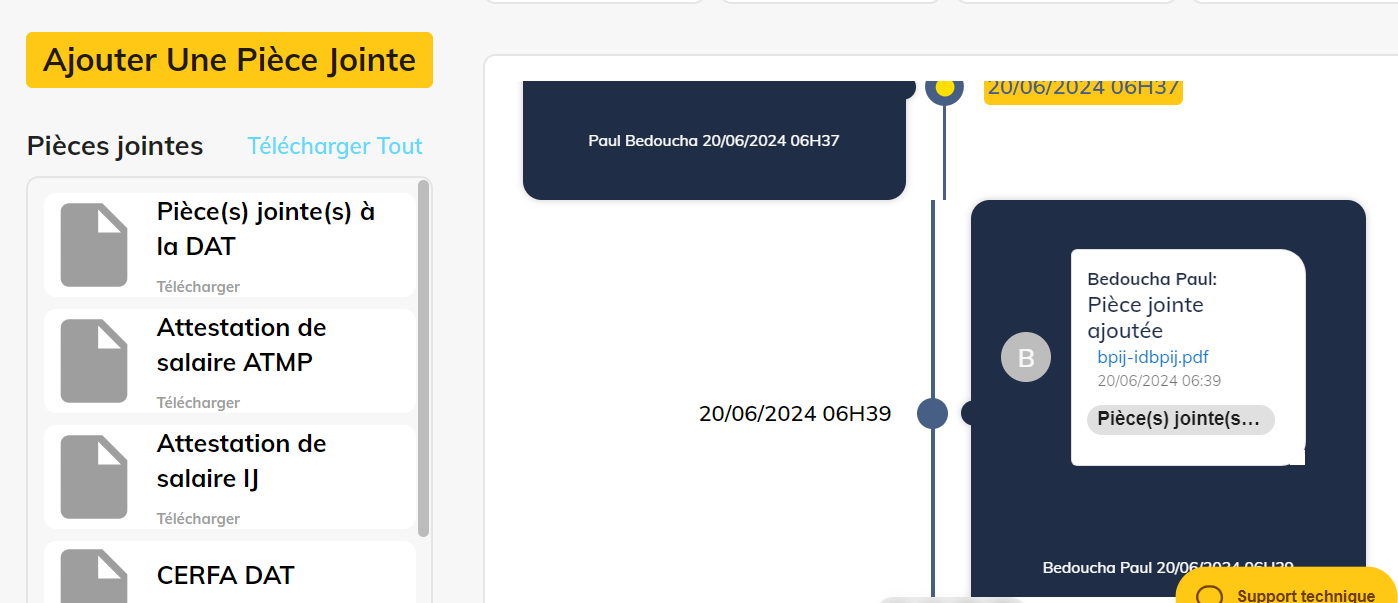 Ajouter Une Pièce Jointe
Pièces jointes
Télécharger Tout
Pièce(s) jointe(s) à
la DAT
Télécharger
Attestation de
salaire ATMP
Télécharger
Attestation de
salaire IJ
Télécharger
CERFA DAT
20/06/2024 06H37
Paul Bedoucha 20/06/2024 06H37
20/06/2024 06H39
B
Bedoucha Paul:
Pièce jointe
ajoutée
bpij-idbpij.pdf
20/06/2024 06:39
Pièce(s) jointe(s...
Bedoucha Paul 20/06/2024 06H39
Support technique